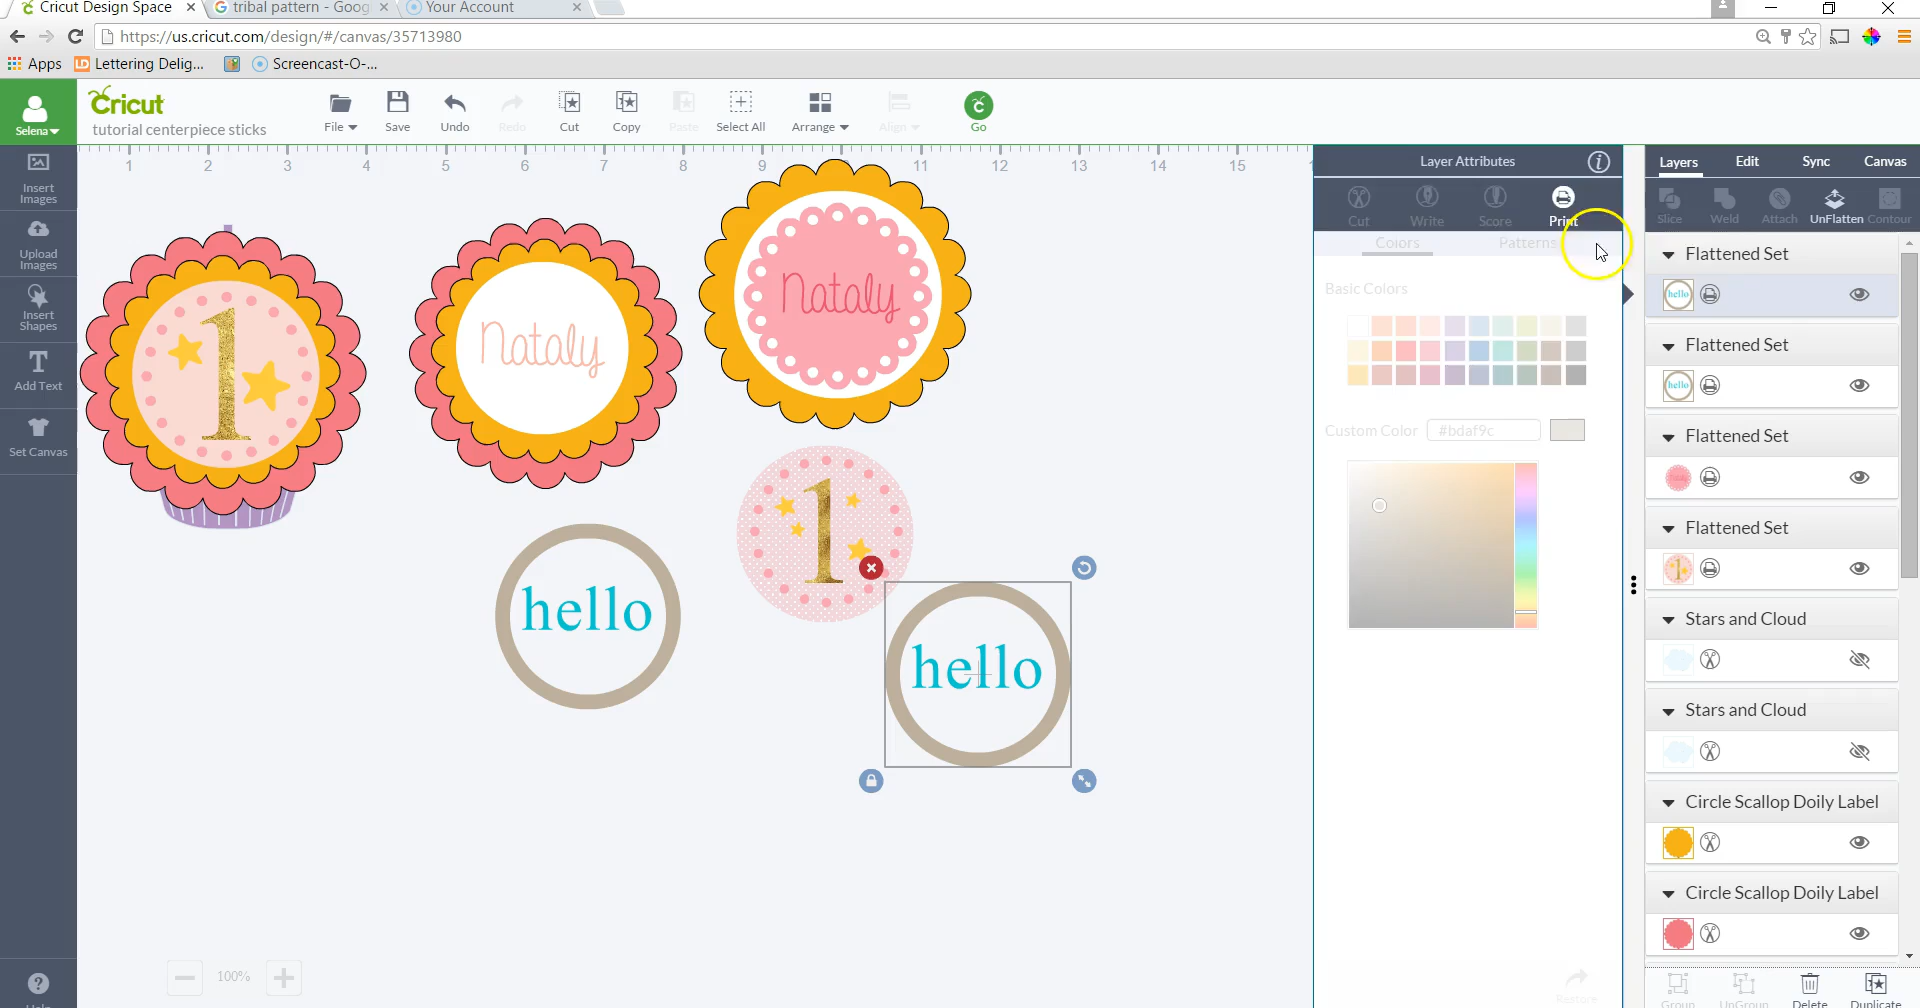 Cricut Design Space
tribal pattern - Goog
Your Account
https://us.cricut.com/design/#/canvas/35713980
Apps
Lettering Delig...
Screencast-O-...
Selena
Cricut
tutorial centerpiece sticks
File
Save
Undo
Redo
Cut
Copy
Paste
Select All
Arrange
Align
Go
Insert
Images
Upload
Images
Insert
Shapes
Add Text
Set Canvas
Help
1 2 3 4 5 6 7 8 9 11 12 13 14 15
1
Nataly
Nataly
1
hello
hello
100%
Layer Attributes
Cut
Write
Score
Print
Colors
Patterns
Basic Colors
Custom Color
#bdaf9c
Restore
Layers
Edit
Sync
Canvas
Slice
Weld
Attach
UnFlatten
Contour
Flattened Set
hello
Flattened Set
hello
Flattened Set
Flattened Set
1
Stars and Cloud
Stars and Cloud
Circle Scallop Doily Label
Circle Scallop Doily Label
Group
UnGroup
Delete
Duplicate